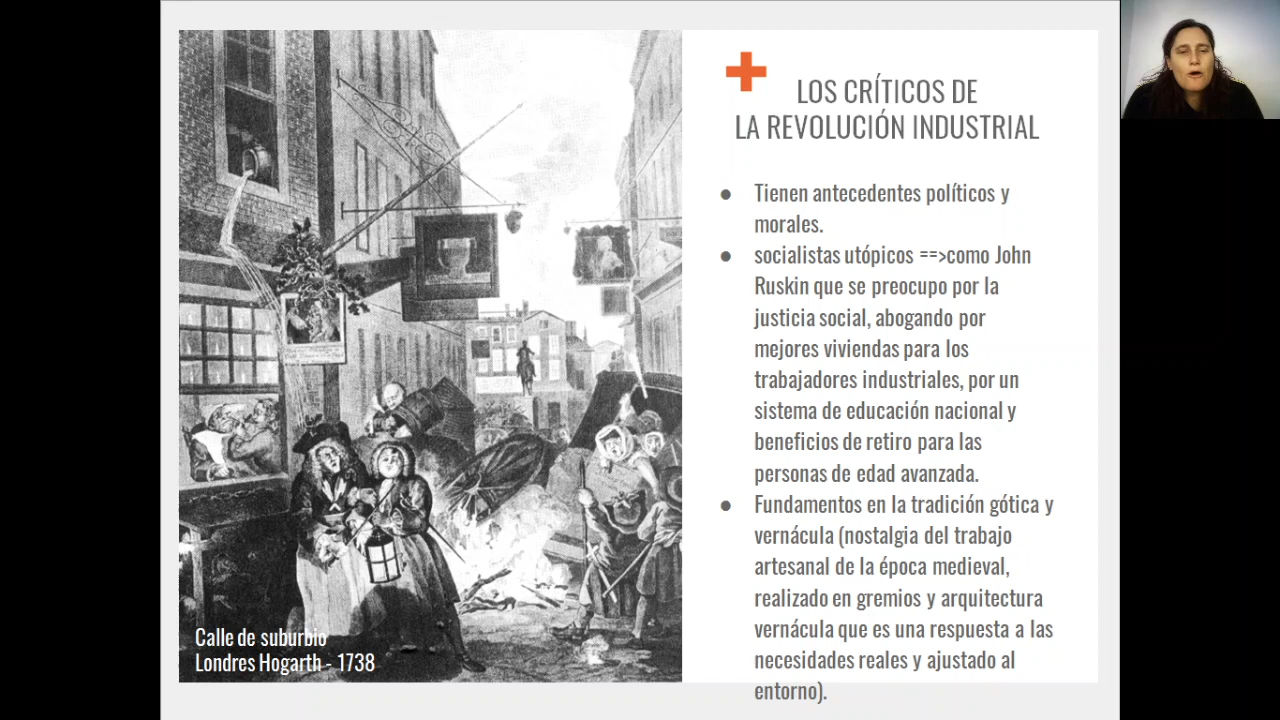 LOS CRÍTICOS DE
LA REVOLUCIÓN INDUSTRIAL
● Tienen antecedentes políticos y
morales.
● socialistas utópicos ==>como John
Ruskin que se preocupo por la
justicia social, abogando por
mejores viviendas para los
trabajadores industriales, por un
sistema de educación nacional y
beneficios de retiro para las
personas de edad avanzada.
● Fundamentos en la tradición gótica y
vernácula (nostalgia del trabajo
artesanal de la época medieval,
realizado en gremios y arquitectura
vernácula que es una respuesta a las
necesidades reales y ajustado al
entorno).
Calle de suburbio
Londres Hogarth - 1738